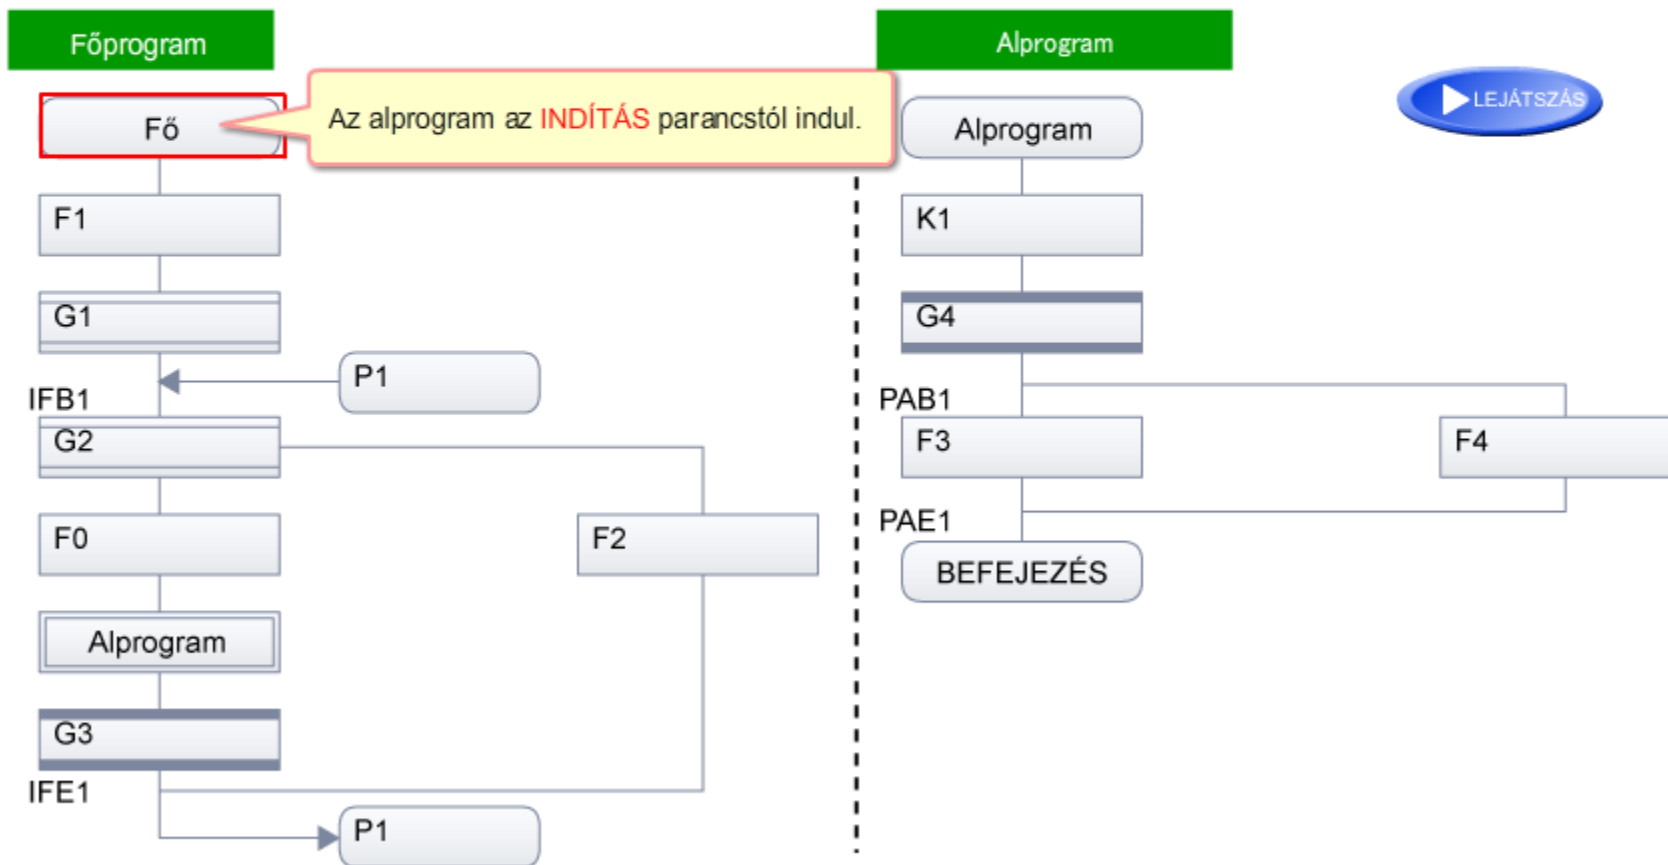 Főprogram
Alprogram
LEJÁTSZÁS
Fő
Az alprogram az INDÍTÁS parancstól indul.
Alprogram
F1
K1
G1
G4
P1
IFB1
PAB1
G2
F3
F4
F0
F2
PAE1
BEFEJEZÉS
Alprogram
G3
IFE1
P1